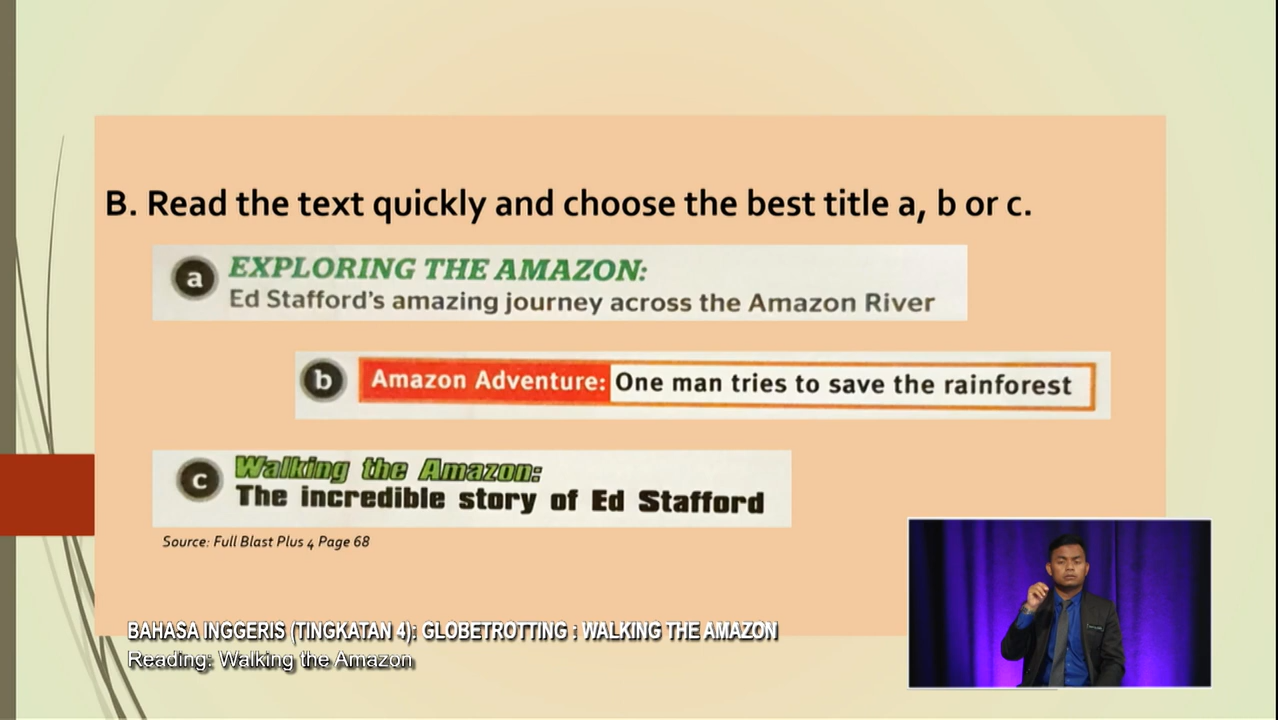 B. Read the text quickly and choose the best title a, b or c.
a
EXPLORING THE AMAZON:
Ed Stafford's amazing journey across the Amazon River
b
Amazon Adventure: One man tries to save the rainforest
c
Walking the Amazon:
The incredible story of Ed Stafford
Source: Full Blast Plus 4 Page 68
BAHASA INGGERIS (TINGKATAN 4): GLOBETROTTING : WALKING THE AMAZON
Reading: Walking the Amazon